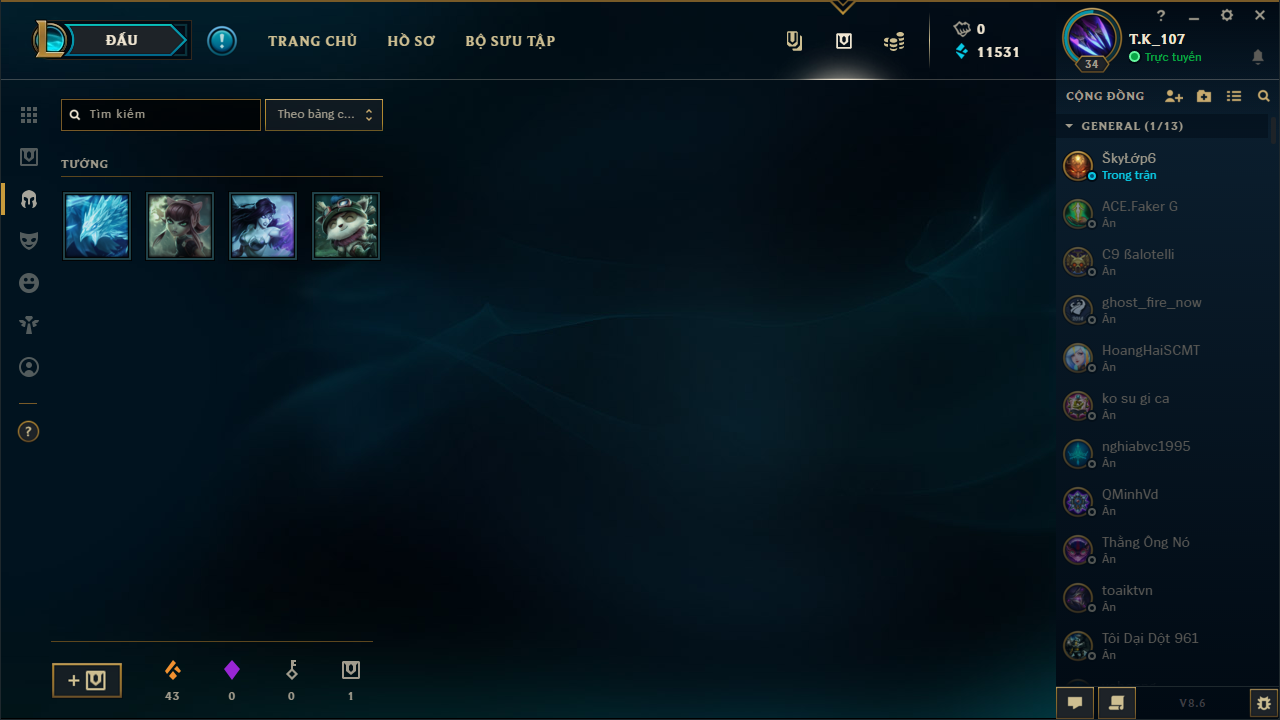 ĐẤU
!
TRANG CHỦ
HỒ SƠ
BỘ SƯU TẬP
0
11531
?
34
T.K_107
Trực tuyến
Tìm kiếm
Theo bảng c...
TƯỚNG
?
43
0
0
1
CỘNG ĐỒNG
GENERAL (1/13)
ŠkyŁớp6
Trong trận
ACE.Faker G
Ẩn
C9 ßalotelli
Ẩn
ghost_fire_now
Ẩn
HoangHaiSCMT
Ẩn
ko su gi ca
Ẩn
nghiabvc1995
Ẩn
QMinhVd
Ẩn
Thằng Ông Nó
Ẩn
toaiktvn
Ẩn
Tôi Dại Dột 961
Ẩn
V8.6